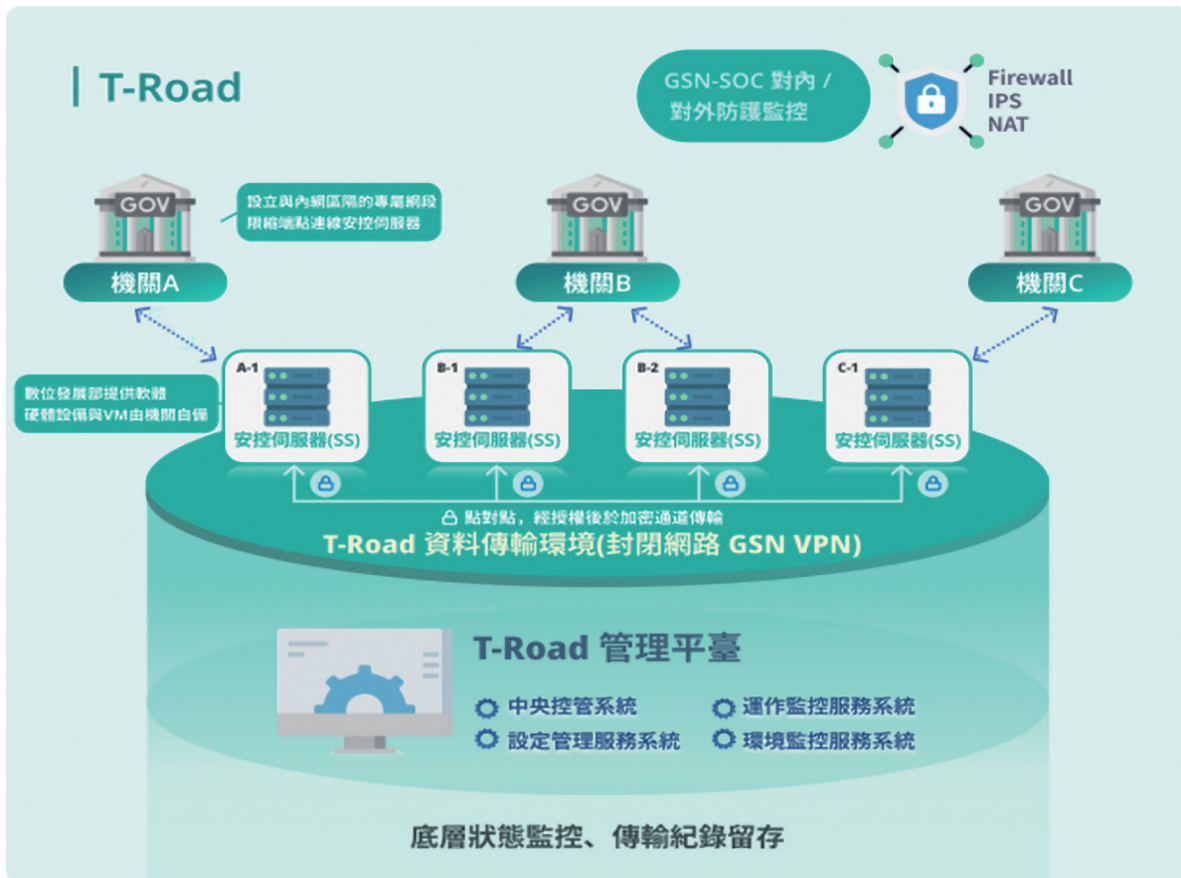 T-Road
GSN-SOC 對內 /
對外防護監控
Firewall
IPS
NAT
GOV
GOV
GOV
設立與內網區隔的專屬網段
限縮端點連線安控伺服器
機關A
機關B
機關C
數位發展部提供軟體
硬體設備與VM由機關自備
A-1
安控伺服器(SS)
B-1
安控伺服器(SS)
B-2
安控伺服器(SS)
C-1
安控伺服器(SS)
點對點，經授權後於加密通道傳輸
T-Road 資料傳輸環境(封閉網路 GSN VPN)
T-Road 管理平臺
中央控管系統
運作監控服務系統
設定管理服務系統
環境監控服務系統
底層狀態監控、傳輸紀錄留存